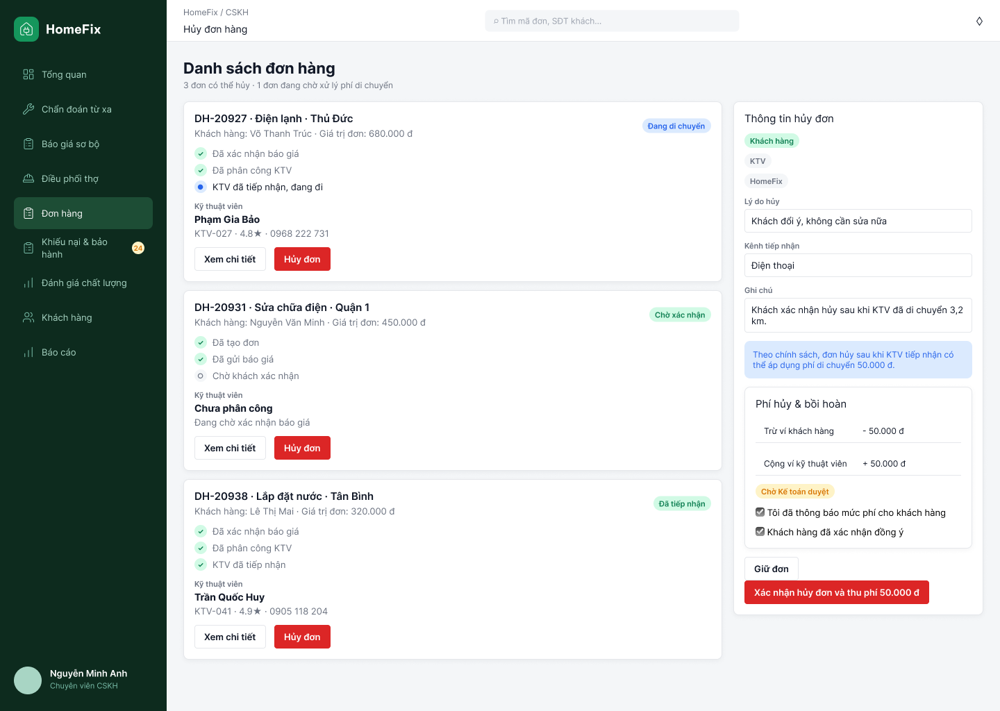 HomeFix
Tổng quan
Chẩn đoán từ xa
Báo giá sơ bộ
Điều phối thợ
Đơn hàng
Khiếu nại & bảo
hành
24
Đánh giá chất lượng
Khách hàng
Báo cáo
Nguyễn Minh Anh
Chuyên viên CSKH
HomeFix / CSKH
Hủy đơn hàng
Tìm mã đơn, SĐT khách...
Danh sách đơn hàng
3 đơn có thể hủy · 1 đơn đang chờ xử lý phí di chuyển
DH-20927 · Điện lạnh · Thủ Đức
Khách hàng: Võ Thanh Trúc · Giá trị đơn: 680.000 đ
Đang di chuyển
Đã xác nhận báo giá
Đã phân công KTV
KTV đã tiếp nhận, đang đi
Kỹ thuật viên
Phạm Gia Bảo
KTV-027 · 4.8★ · 0968 222 731
Xem chi tiết
Hủy đơn
DH-20931 · Sửa chữa điện · Quận 1
Khách hàng: Nguyễn Văn Minh · Giá trị đơn: 450.000 đ
Chờ xác nhận
Đã tạo đơn
Đã gửi báo giá
Chờ khách xác nhận
Kỹ thuật viên
Chưa phân công
Đang chờ xác nhận báo giá
Xem chi tiết
Hủy đơn
DH-20938 · Lắp đặt nước · Tân Bình
Khách hàng: Lê Thị Mai · Giá trị đơn: 320.000 đ
Đã tiếp nhận
Đã xác nhận báo giá
Đã phân công KTV
KTV đã tiếp nhận
Kỹ thuật viên
Trần Quốc Huy
KTV-041 · 4.9★ · 0905 118 204
Xem chi tiết
Hủy đơn
Thông tin hủy đơn
Khách hàng
KTV
HomeFix
Lý do hủy
Khách đổi ý, không cần sửa nữa
Kênh tiếp nhận
Điện thoại
Ghi chú
Khách xác nhận hủy sau khi KTV đã di chuyển 3,2
km.
Theo chính sách, đơn hủy sau khi KTV tiếp nhận có
thể áp dụng phí di chuyển 50.000 đ.
Phí hủy & bồi hoàn
Trừ ví khách hàng - 50.000 đ
Cộng ví kỹ thuật viên + 50.000 đ
Chờ Kế toán duyệt
Tôi đã thông báo mức phí cho khách hàng
Khách hàng đã xác nhận đồng ý
Giữ đơn
Xác nhận hủy đơn và thu phí 50.000 đ